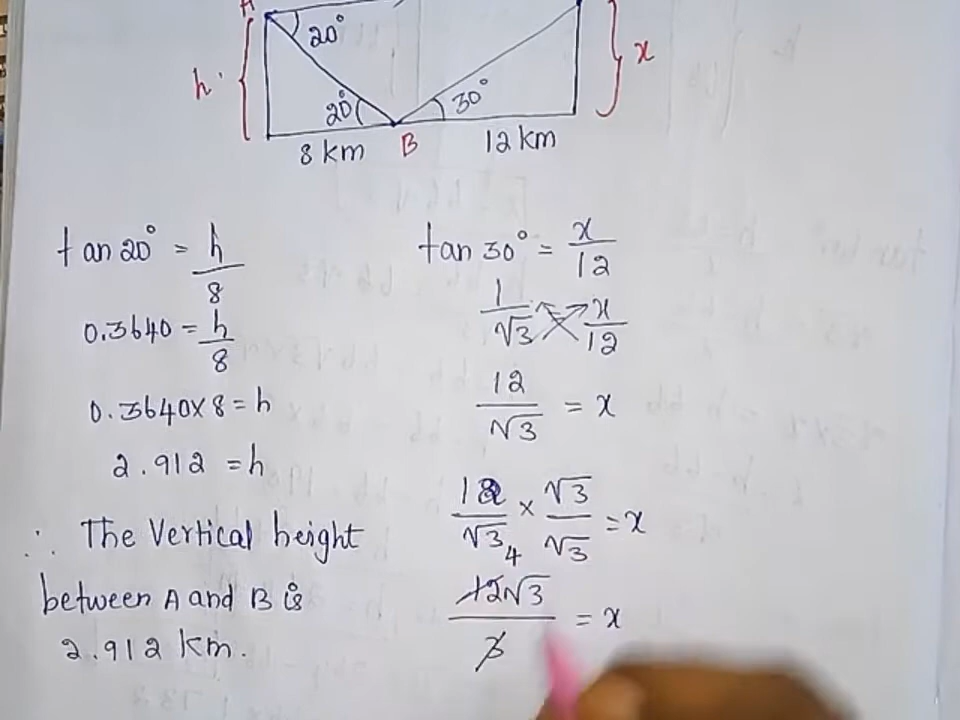 A
20°
h
20°
30°
x
8 km
B
12 km
tan 20° = h/8
0.3640 = h/8
0.3640 x 8 = h
2.912 = h
∴ The Vertical height
between A and B is
2.912 km.
tan 30° = x/12
1/√3 x/12
12/√3 = x
12/√3 x √3/√3 = x
4
12√3/3 = x